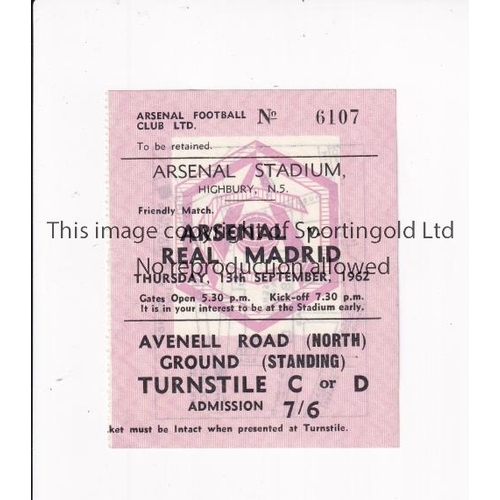 ARSENAL FOOTBALL
CLUB LTD.
Nº 6107
To be retained.
ARSENAL STADIUM,
HIGHBURY, N.5.
Friendly Match.
This image copyright of Sportingold Ltd
ARSENAL v.
REAL MADRID
No reproduction allowed
THURSDAY, 13th SEPTEMBER, 1962
Gates Open 5.30 p.m. Kick-off 7.30 p.m.
It is in your interest to be at the Stadium early.
AVENELL ROAD (NORTH)
GROUND (STANDING)
TURNSTILE C or D
ADMISSION 7/6
ket must be Intact when presented at Turnstile.